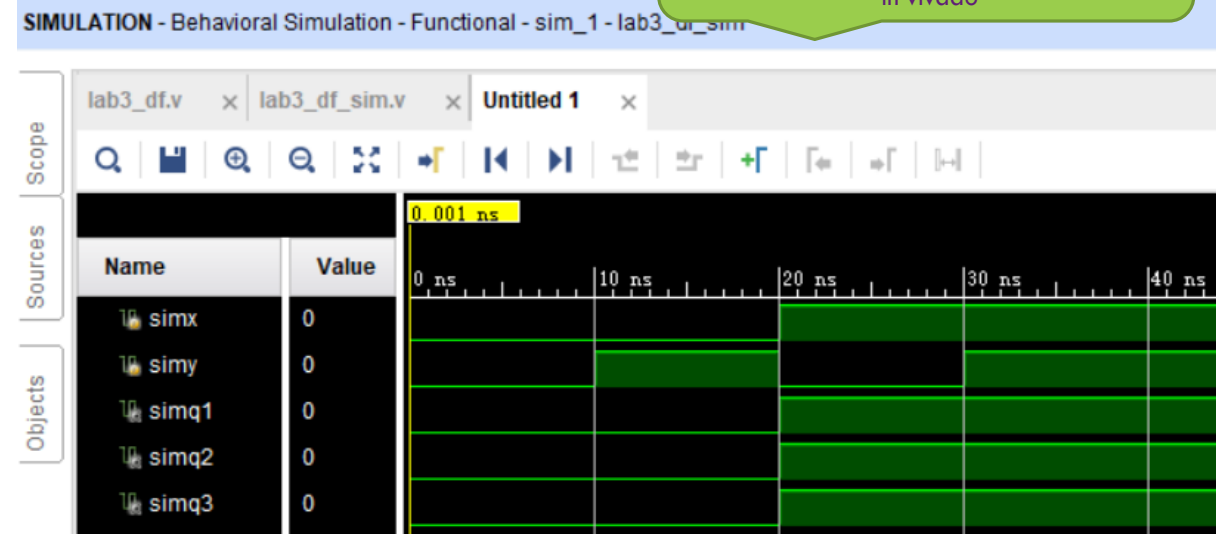 in vivado
SIMULATION - Behavioral Simulation - Functional - sim_1 - lab3_df_sim
lab3_df.v
lab3_df_sim.v
Untitled 1
Scope
Sources
Objects
0.001 ns
Name
Value
0 ns
10 ns
20 ns
30 ns
40 ns
simx
0
simy
0
simq1
0
simq2
0
simq3
0